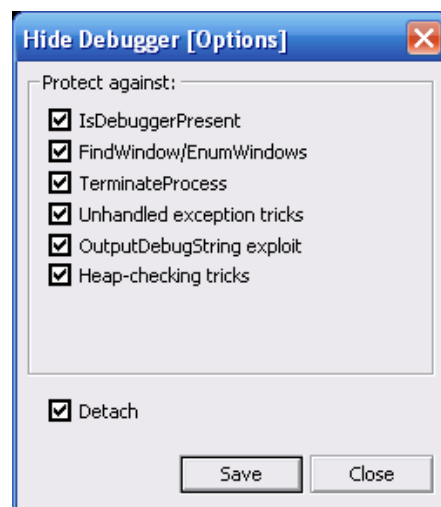 Hide Debugger [Options]
Protect against:
IsDebuggerPresent
FindWindow/EnumWindows
TerminateProcess
Unhandled exception tricks
OutputDebugString exploit
Heap-checking tricks
Detach
Save
Close